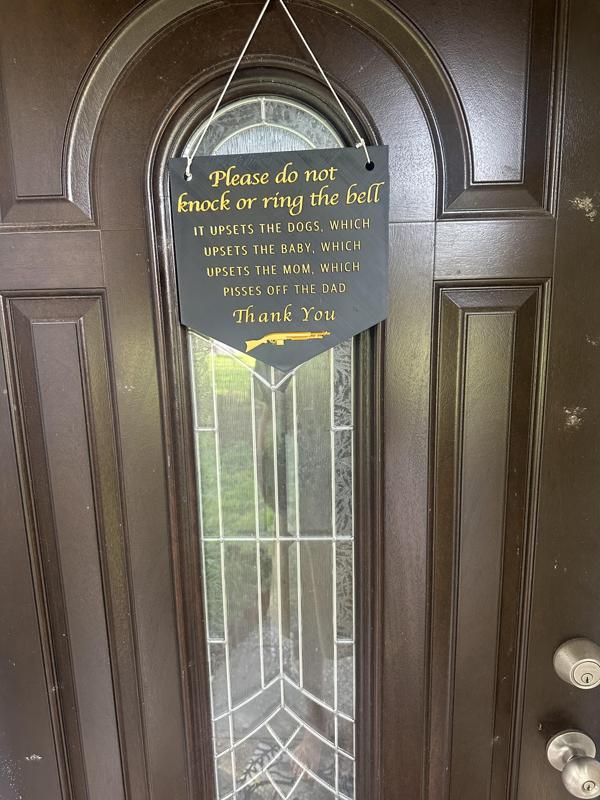 Please do not
knock or ring the bell
IT UPSETS THE DOGS, WHICH
UPSETS THE BABY, WHICH
UPSETS THE MOM, WHICH
PISSES OFF THE DAD
Thank You